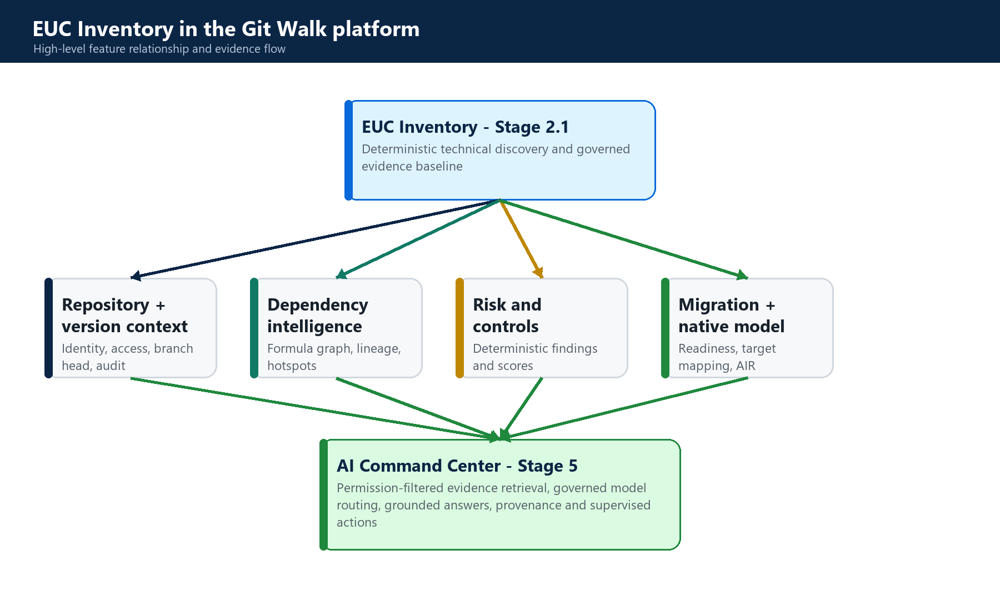 EUC Inventory in the Git Walk platform
High-level feature relationship and evidence flow
EUC Inventory - Stage 2.1
Deterministic technical discovery and governed
evidence baseline
Repository +
version context
Identity, access, branch
head, audit
Dependency
intelligence
Formula graph, lineage,
hotspots
Risk and
controls
Deterministic findings
and scores
Migration +
native model
Readiness, target
mapping, AIR
AI Command Center - Stage 5
Permission-filtered evidence retrieval, governed model
routing, grounded answers, provenance and supervised
actions